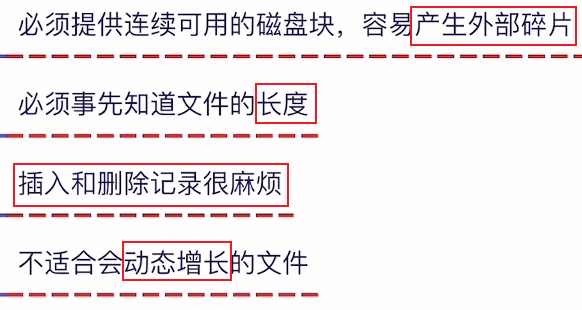 必须提供连续可用的磁盘块，容易产生外部碎片
必须事先知道文件的长度
插入和删除记录很麻烦
不适合会动态增长的文件